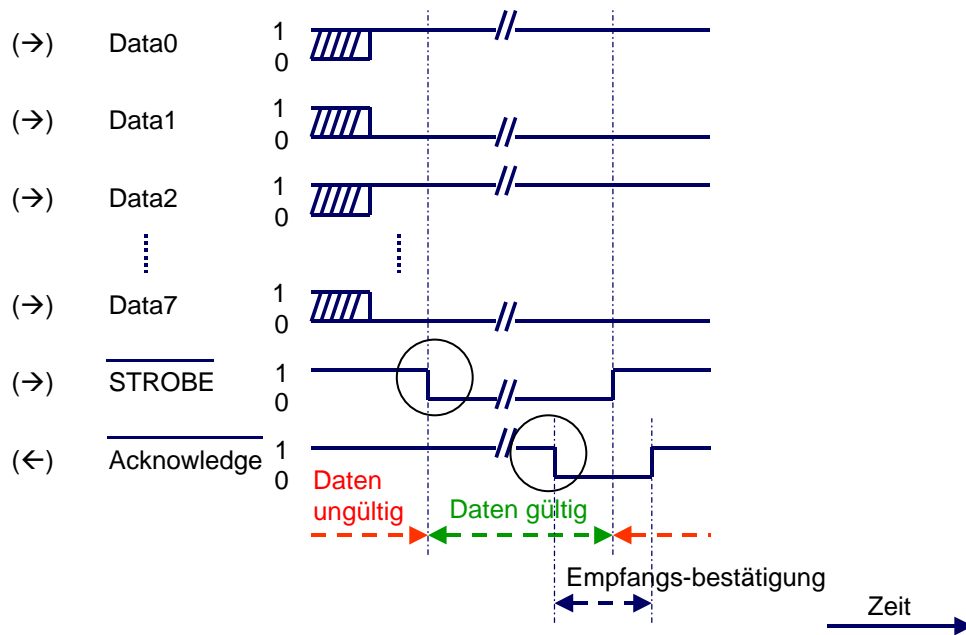 (→) Data0 1
0
(→) Data1 1
0
(→) Data2 1
0
(→) Data7 1
0
(→) STROBE 1
0
(←) Acknowledge 1
0
Daten
ungültig
Daten gültig
Empfangs-bestätigung
Zeit